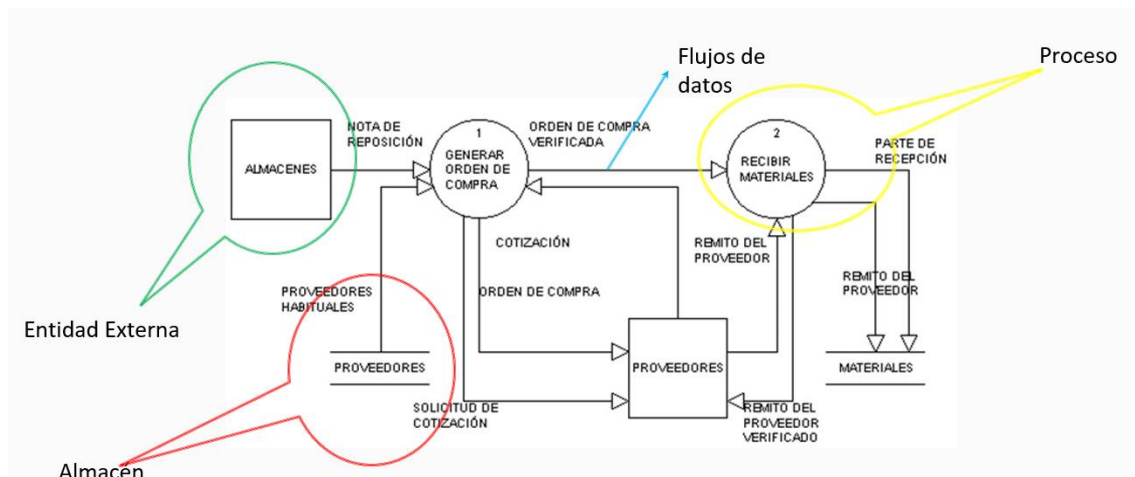 Flujos de
datos
Proceso
NOTA DE
REPOSICIÓN
1
GENERAR
ORDEN DE
COMPRA
ORDEN DE COMPRA
VERIFICADA
2
RECIBIR
MATERIALES
PARTE DE
RECEPCIÓN
ALMACENES
COTIZACIÓN
REMITO DEL
PROVEEDOR
REMITO DEL
PROVEEDOR
PROVEEDORES
HABITUALES
ORDEN DE COMPRA
Entidad Externa
PROVEEDORES
PROVEEDORES
MATERIALES
SOLICITUD DE
COTIZACIÓN
REMITO DEL
PROVEEDOR
VERIFICADO
Almacén